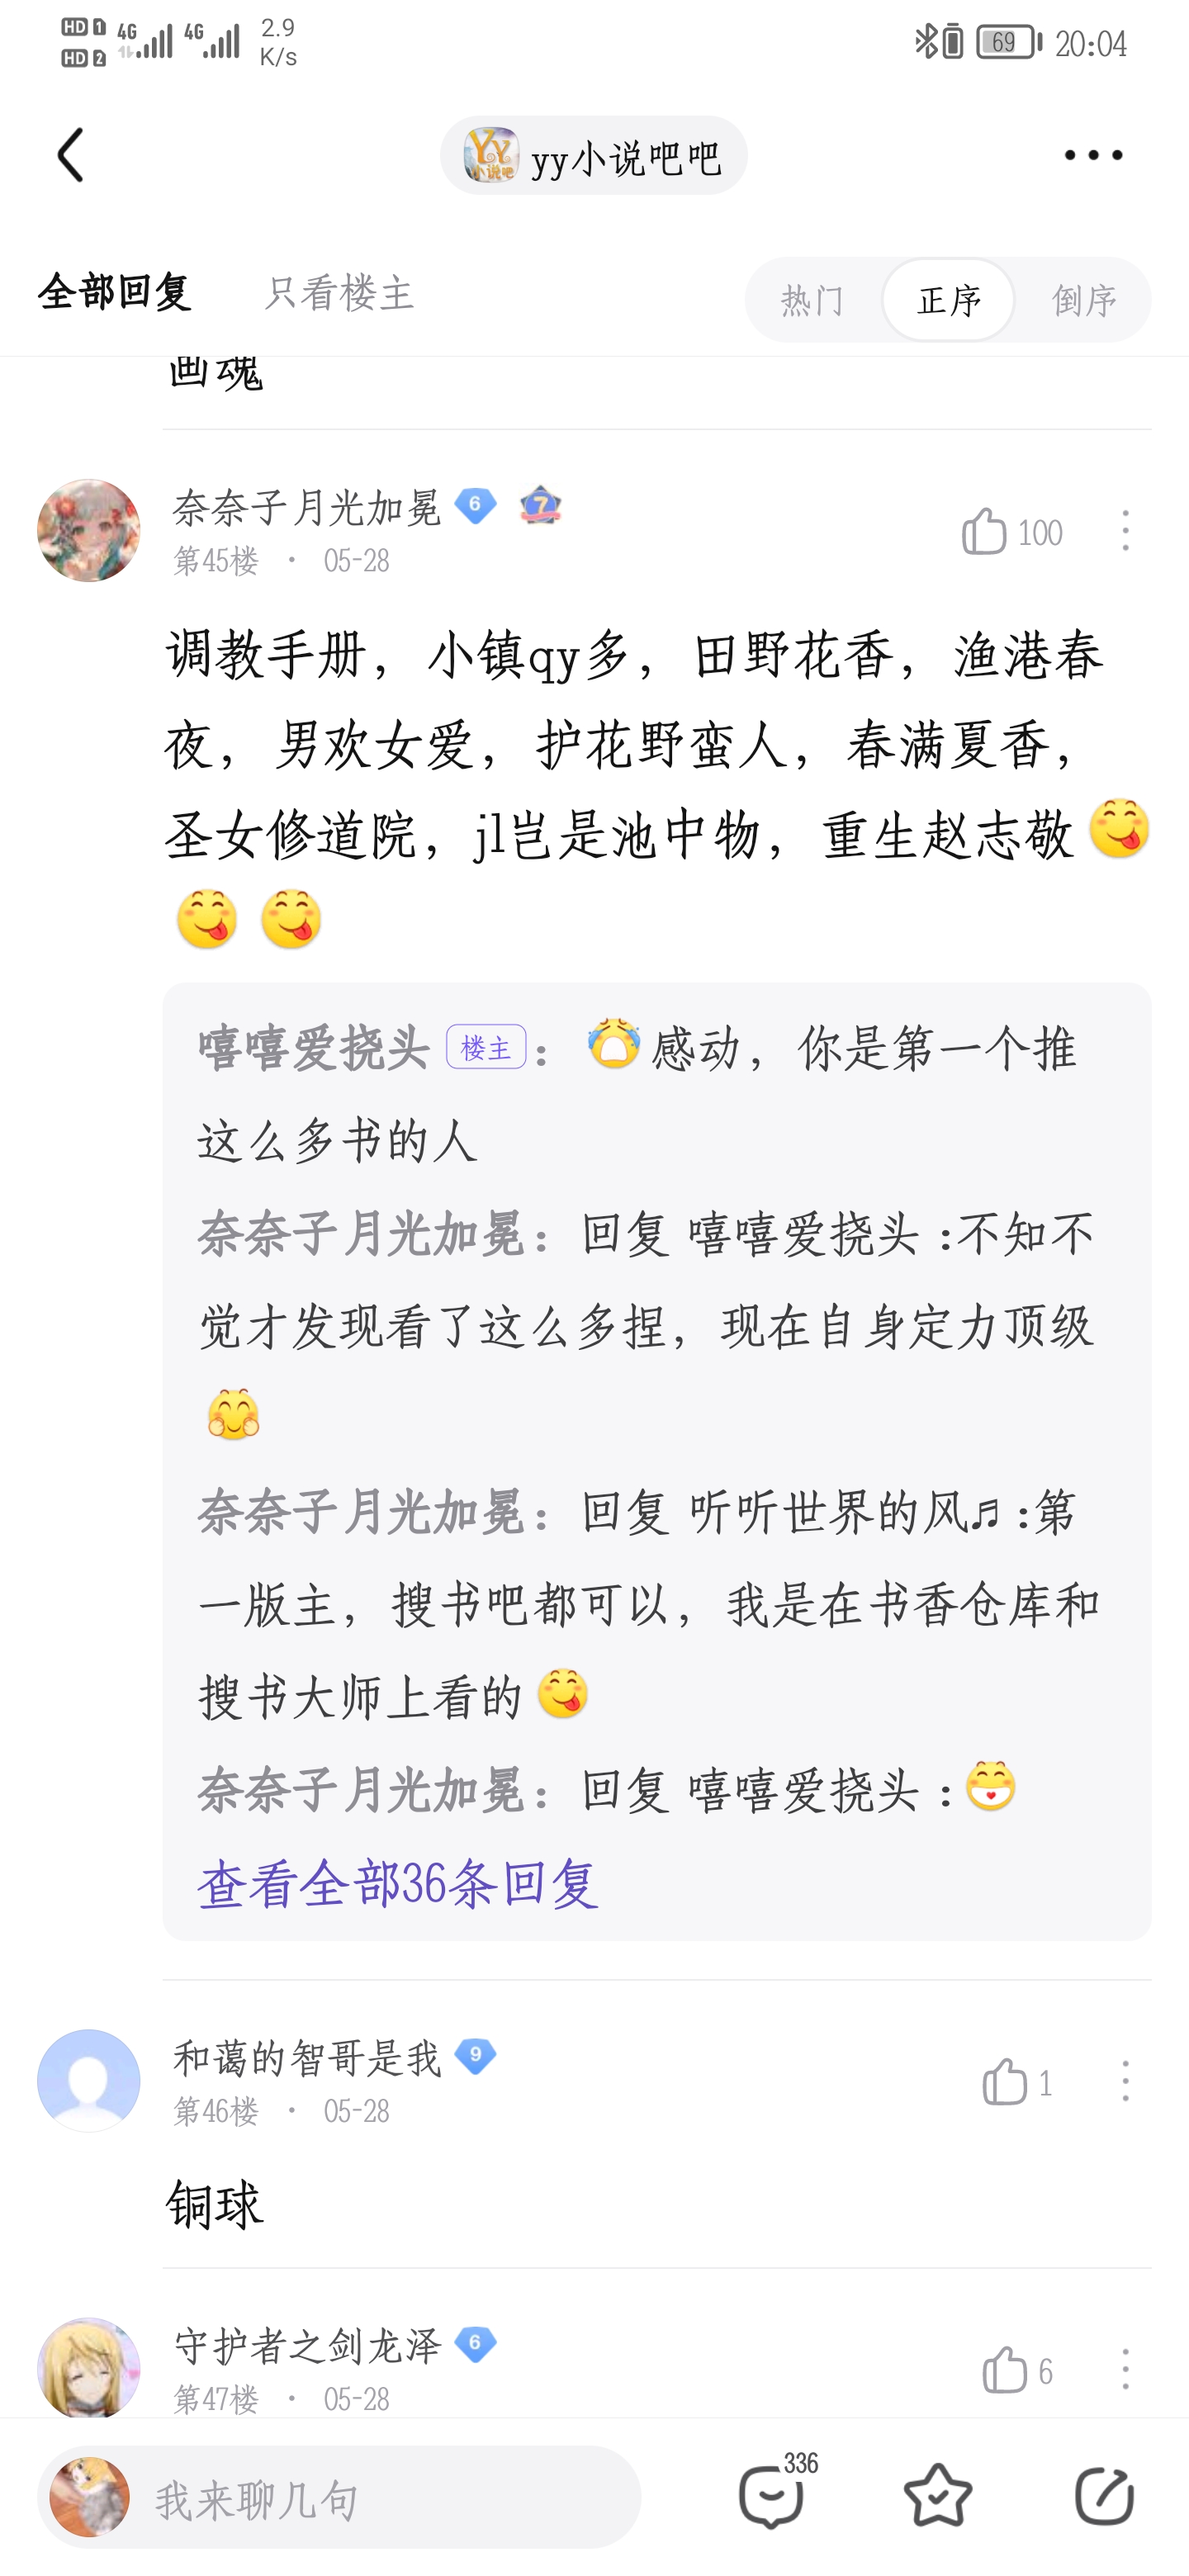 HD 1 4G 4G 2.9
HD 2 K/s
69 20:04
YY
小说吧
yy小说吧吧
全部回复 只看楼主 热门 正序 倒序
画魂
奈奈子月光加冕 6 7
第45楼 · 05-28
100
调教手册，小镇qy多，田野花香，渔港春
夜，男欢女爱，护花野蛮人，春满夏香，
圣女修道院，jl岂是池中物，重生赵志敬😋
😋😋
嘻嘻爱挠头 楼主：😭感动，你是第一个推
这么多书的人
奈奈子月光加冕：回复 嘻嘻爱挠头 :不知不
觉才发现看了这么多捏，现在自身定力顶级
🤗
奈奈子月光加冕：回复 听听世界的风♬ :第
一版主，搜书吧都可以，我是在书香仓库和
搜书大师上看的😋
奈奈子月光加冕：回复 嘻嘻爱挠头 :😁
查看全部36条回复
和蔼的智哥是我 9
第46楼 · 05-28
1
铜球
守护者之剑龙泽 6
第47楼 · 05-28
6
我来聊几句
336